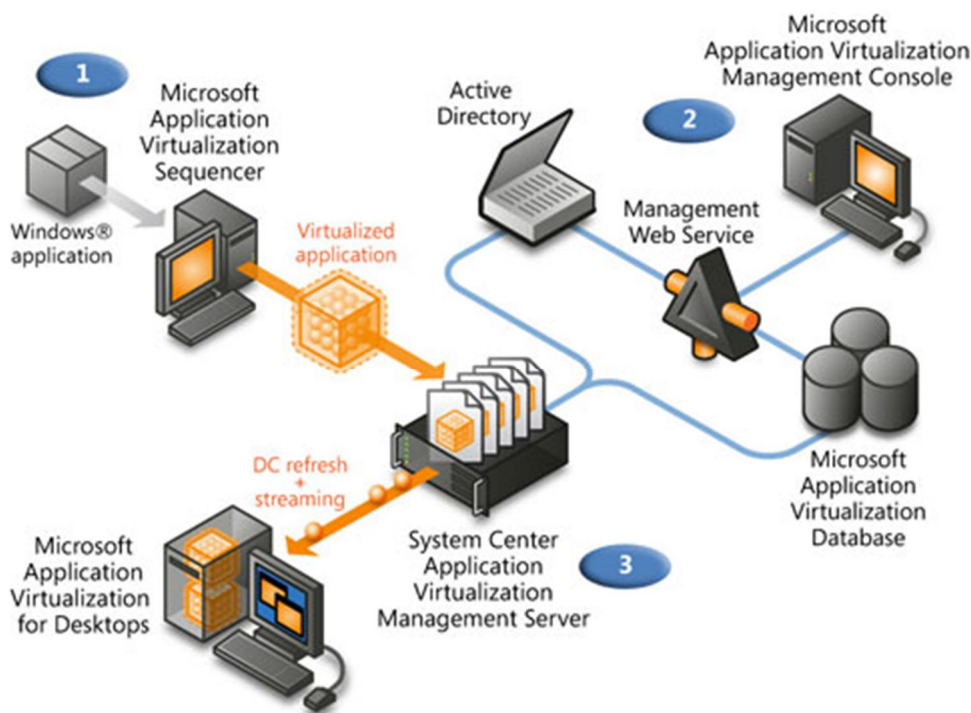 1
Microsoft
Application
Virtualization
Sequencer
Windows®
application
Virtualized
application
Active
Directory
2
Microsoft
Application Virtualization
Management Console
Management
Web Service
Microsoft
Application
Virtualization
Database
DC refresh
+
streaming
System Center
Application
Virtualization
Management Server
3
Microsoft
Application
Virtualization
for Desktops